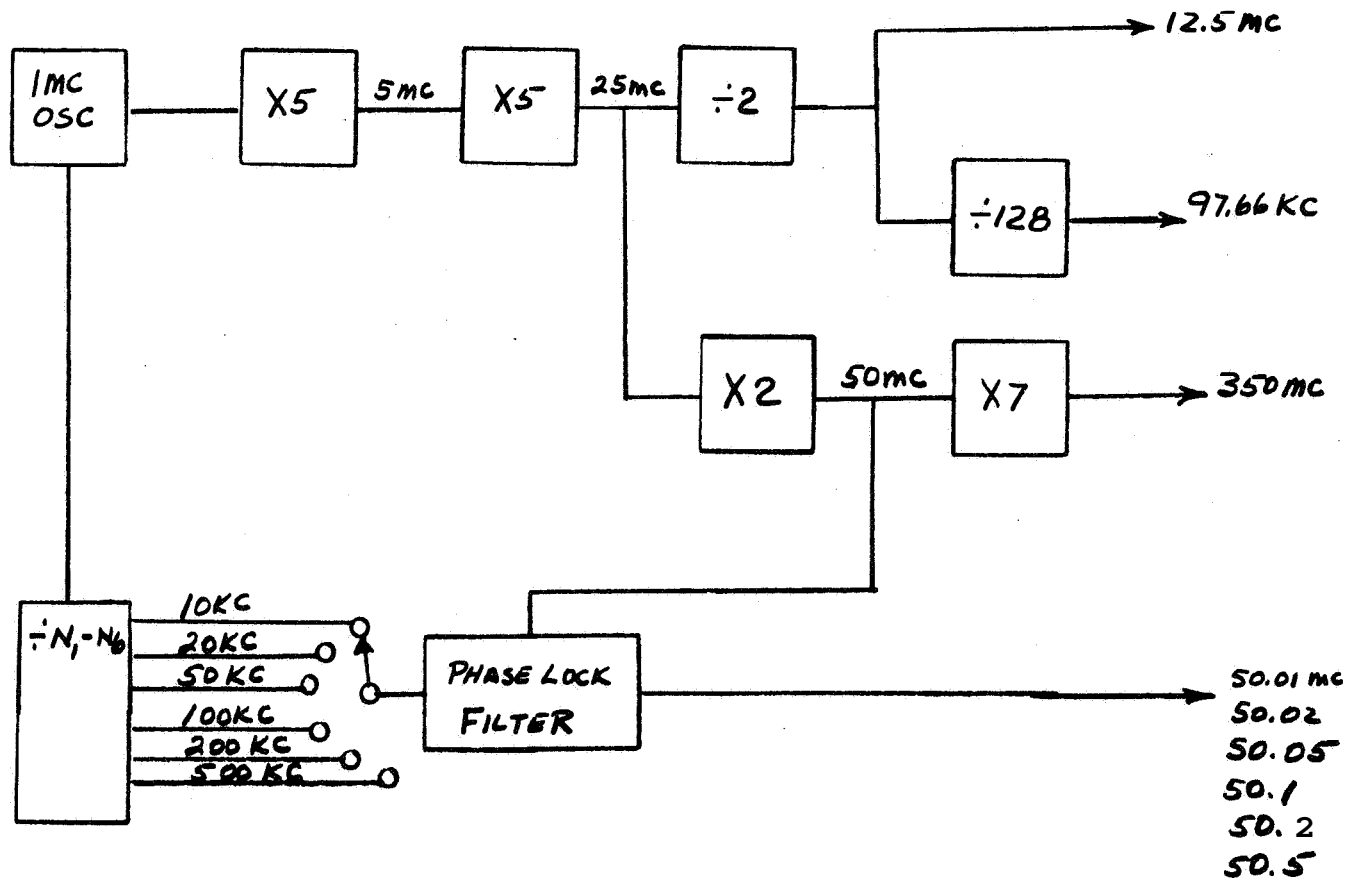 1MC
OSC
X5
5mc
X5
25mc
÷2
12.5 mc
÷128
97.66 KC
X2
50mc
X7
350mc
÷N₁-N₆
10KC
20KC
50KC
100KC
200 KC
500 KC
PHASE LOCK
FILTER
50.01 mc
50.02
50.05
50.1
50.2
50.5